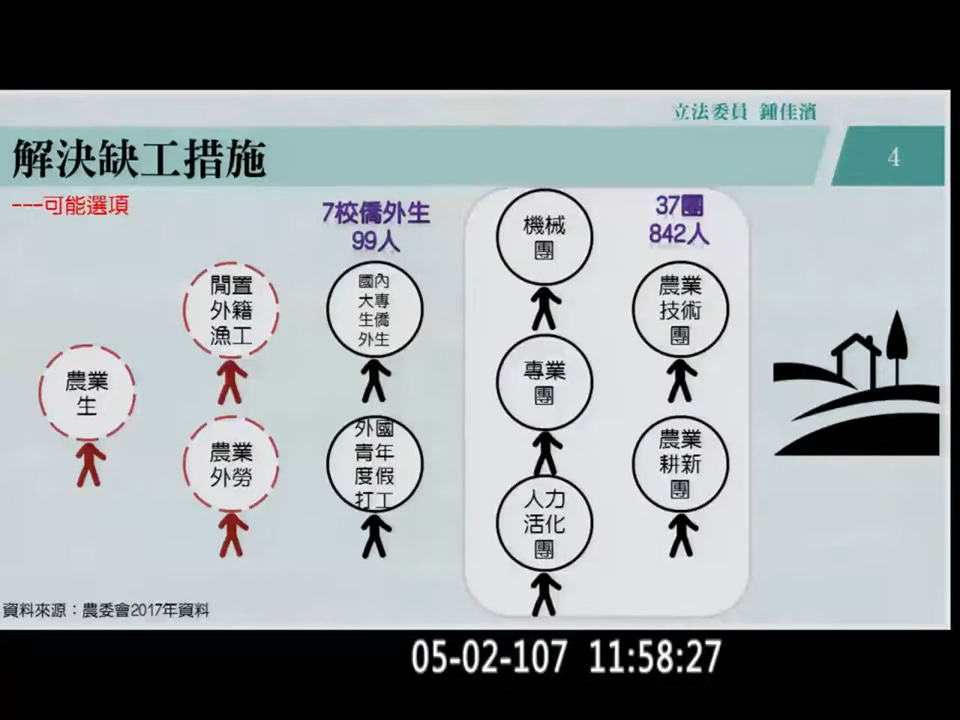 立法委員 鍾佳濱
解決缺工措施
4
---可能選項
7校僑外生
99人
37團
842人
農業
生
閒置
外籍
漁工
農業
外勞
國內
大專
生僑
外生
外國
青年
度假
打工
機械
團
專業
團
人力
活化
團
農業
技術
團
農業
耕新
團
資料來源：農委會2017年資料
05-02-107 11:58:27